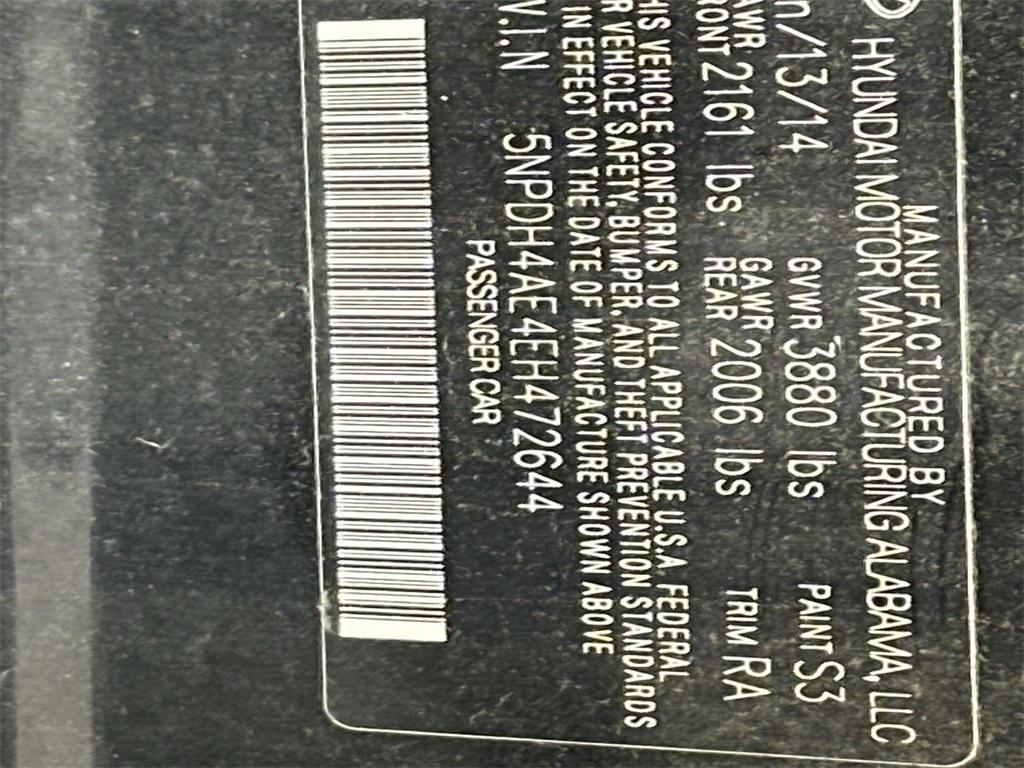 MANUFACTURED BY
HYUNDAI MOTOR MANUFACTURING ALABAMA, LLC
n/13/14 GVWR 3880 lbs PAINT S3
AWR 2161 lbs. GAWR 2006 lbs TRIM RA
RONT REAR
HIS VEHICLE CONFORMS TO ALL APPLICABLE U.S.A. FEDERAL
R VEHICLE SAFETY, BUMPER, AND THEFT PREVENTION STANDARDS
IN EFFECT ON THE DATE OF MANUFACTURE SHOWN ABOVE
V.I.N 5NPDH4AE4EH472644
PASSENGER CAR